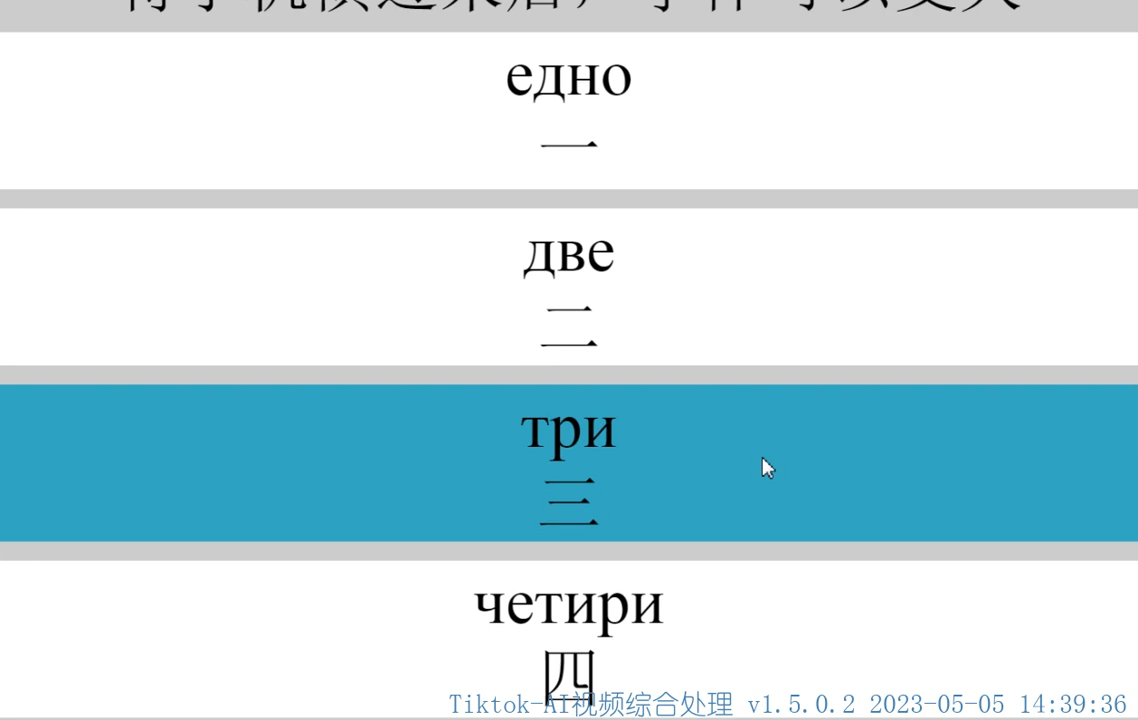 едно
一
две
二
три
三
четири
四
Tiktok-AI视频综合处理 v1.5.0.2 2023-05-05 14:39:36